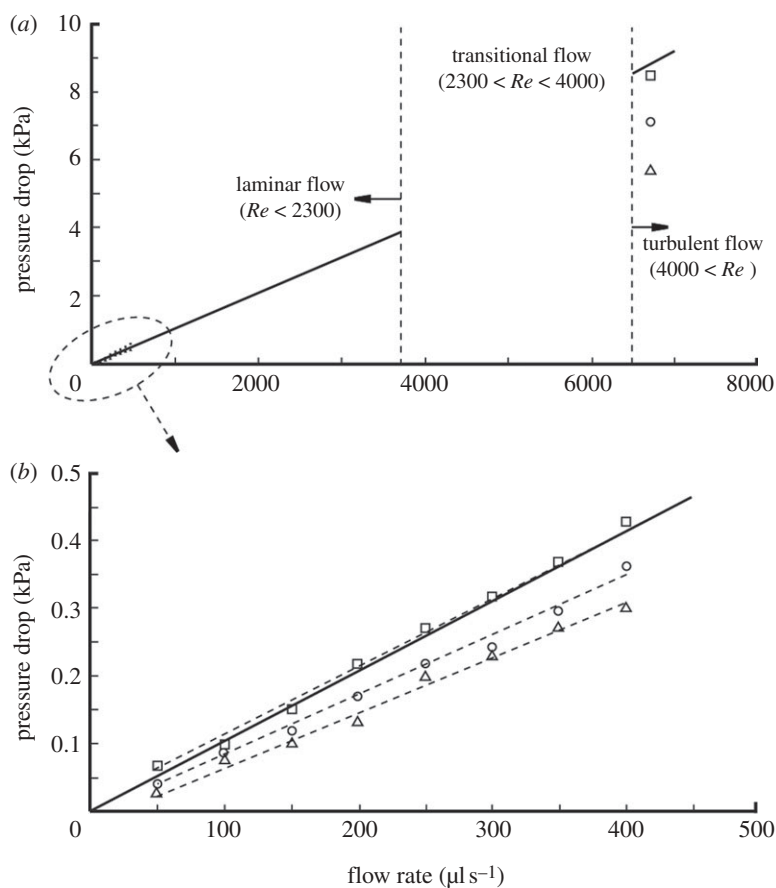 (a)
10
8
6
4
2
0
pressure drop (kPa)
laminar flow
(Re < 2300)
transitional flow
(2300 < Re < 4000)
turbulent flow
(4000 < Re )
2000
4000
6000
8000
(b)
0.5
0.4
0.3
0.2
0.1
0
pressure drop (kPa)
100
200
300
400
500
flow rate (µl s–1)